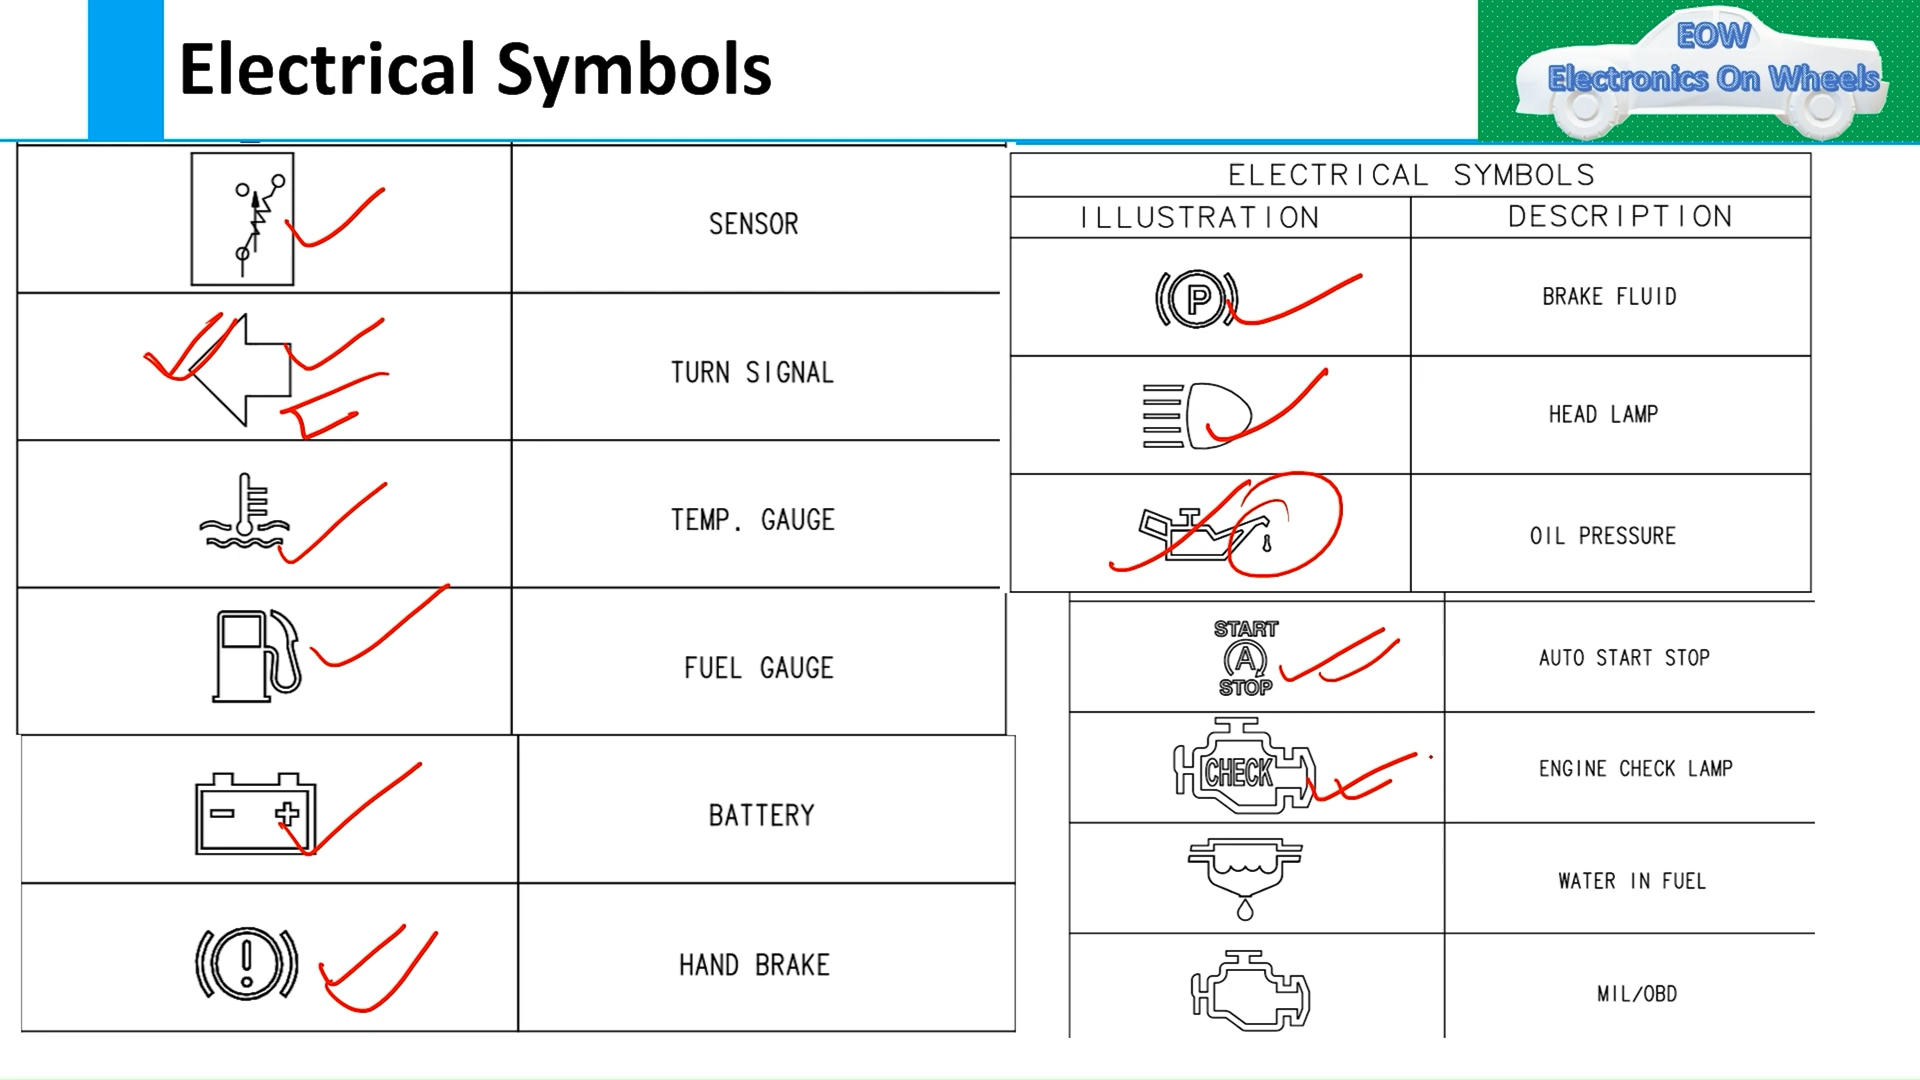 Electrical Symbols
EOW
Electronics On Wheels
SENSOR
TURN SIGNAL
TEMP. GAUGE
FUEL GAUGE
BATTERY
HAND BRAKE
ELECTRICAL SYMBOLS
ILLUSTRATION DESCRIPTION
P BRAKE FLUID
HEAD LAMP
OIL PRESSURE
START
A
STOP
AUTO START STOP
CHECK ENGINE CHECK LAMP
WATER IN FUEL
MIL/OBD